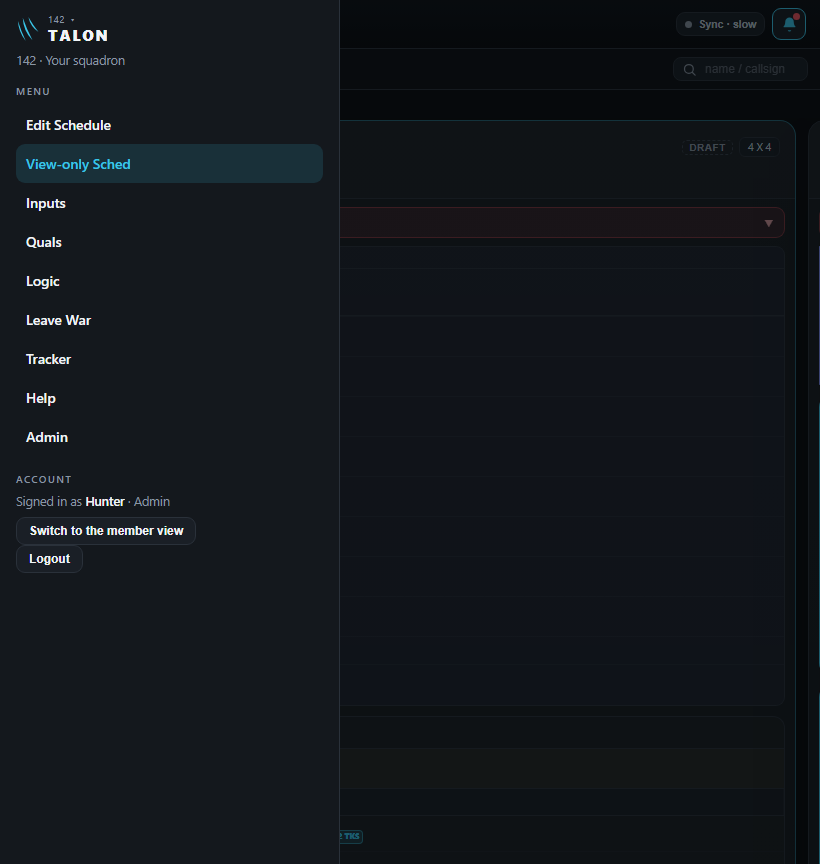 142
TALON
142 · Your squadron
MENU
Edit Schedule
View-only Sched
Inputs
Quals
Logic
Leave War
Tracker
Help
Admin
ACCOUNT
Signed in as Hunter · Admin
Switch to the member view
Logout
Sync · slow
name / callsign
DRAFT
4 X 4
TKS